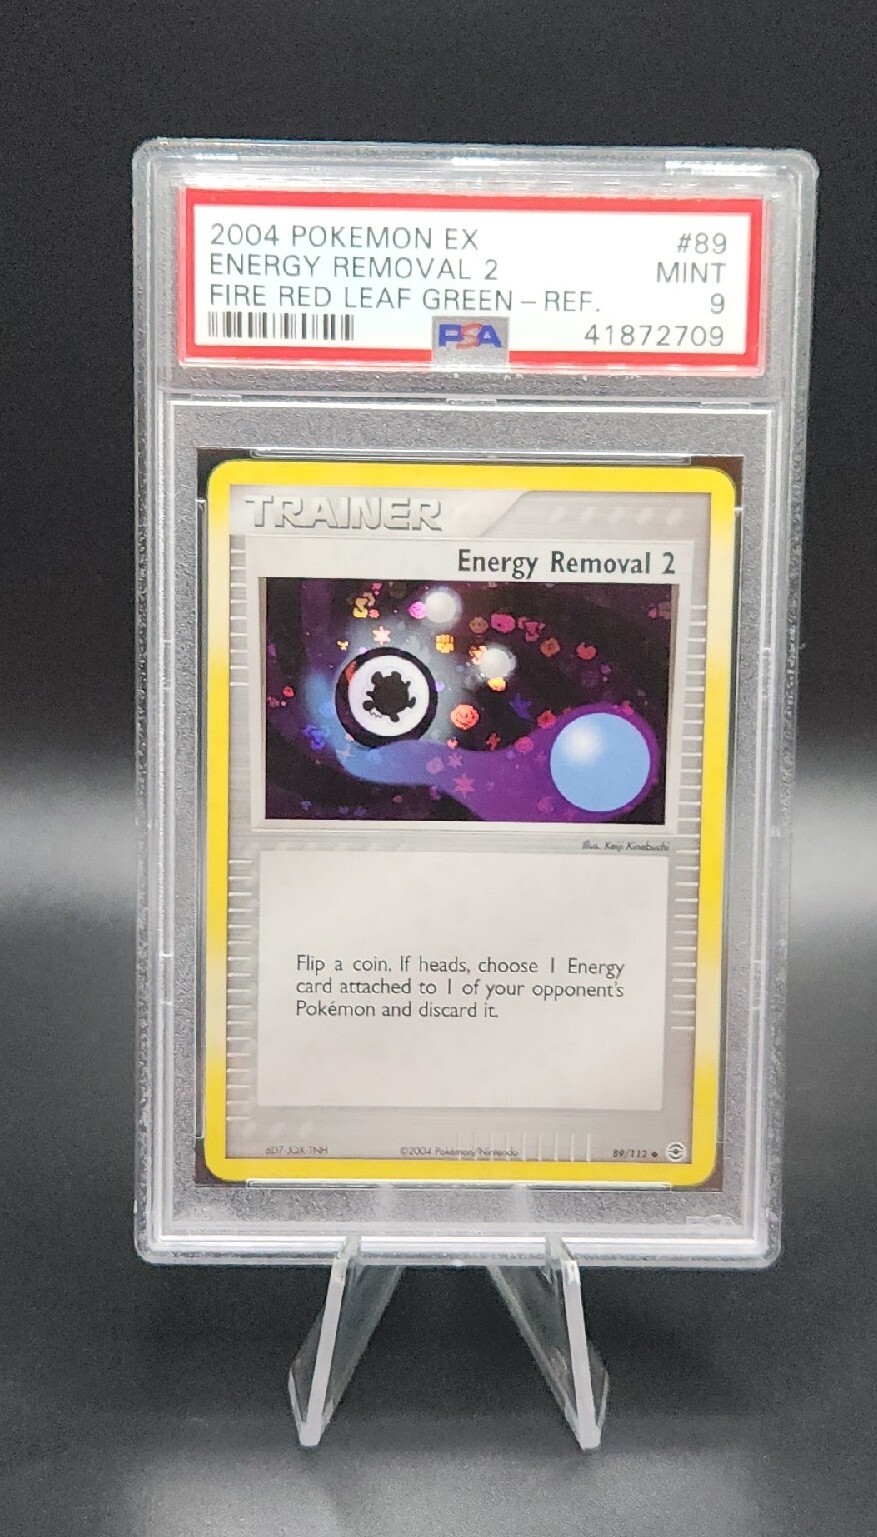 2004 POKEMON EX #89
ENERGY REMOVAL 2 MINT
FIRE RED LEAF GREEN - REF. 9
PSA 41872709
TRAINER
Energy Removal 2
Illus. Keiji Kinebuchi
Flip a coin. If heads, choose 1 Energy
card attached to 1 of your opponent's
Pokémon and discard it.
©2004 Pokémon/Nintendo 89/112